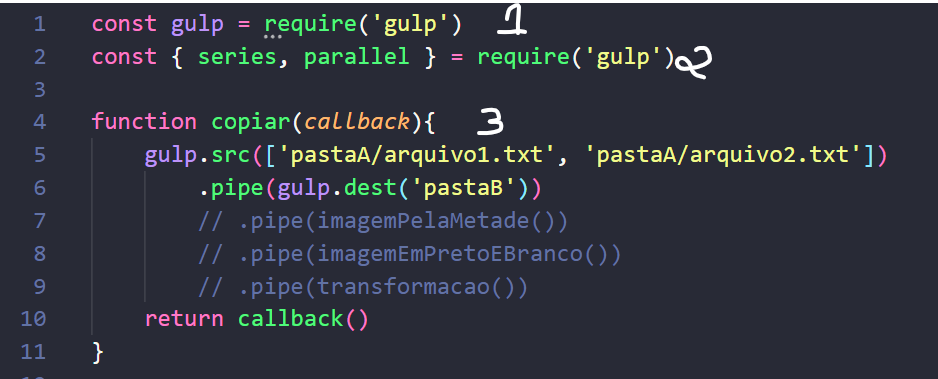 1 const gulp = require('gulp') 1
2 const { series, parallel } = require('gulp') 2
3
4 function copiar(callback){ 3
5 gulp.src(['pastaA/arquivo1.txt', 'pastaA/arquivo2.txt'])
6 .pipe(gulp.dest('pastaB'))
7 // .pipe(imagemPelaMetade())
8 // .pipe(imagemEmPretoEBranco())
9 // .pipe(transformacao())
10 return callback()
11 }